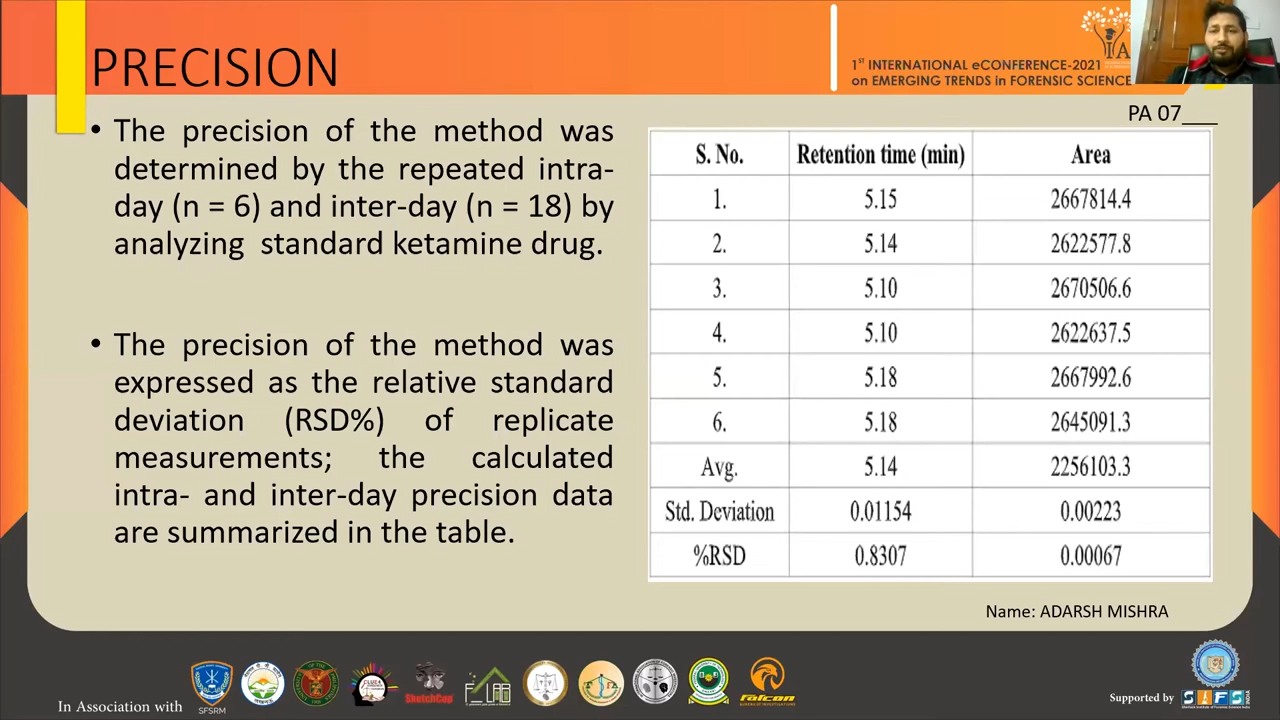 PRECISION
1ST INTERNATIONAL eCONFERENCE-2021
on EMERGING TRENDS in FORENSIC SCIENCE
PA 07___
• The precision of the method was
determined by the repeated intra-
day (n = 6) and inter-day (n = 18) by
analyzing standard ketamine drug.
• The precision of the method was
expressed as the relative standard
deviation (RSD%) of replicate
measurements; the calculated
intra- and inter-day precision data
are summarized in the table.
S. No. Retention time (min) Area
1. 5.15 2667814.4
2. 5.14 2622577.8
3. 5.10 2670506.6
4. 5.10 2622637.5
5. 5.18 2667992.6
6. 5.18 2645091.3
Avg. 5.14 2256103.3
Std. Deviation 0.01154 0.00223
%RSD 0.8307 0.00067
Name: ADARSH MISHRA
In Association with
SFSRM
SketchCop
F LAB
falcon
Supported by
SIFS
INDIA